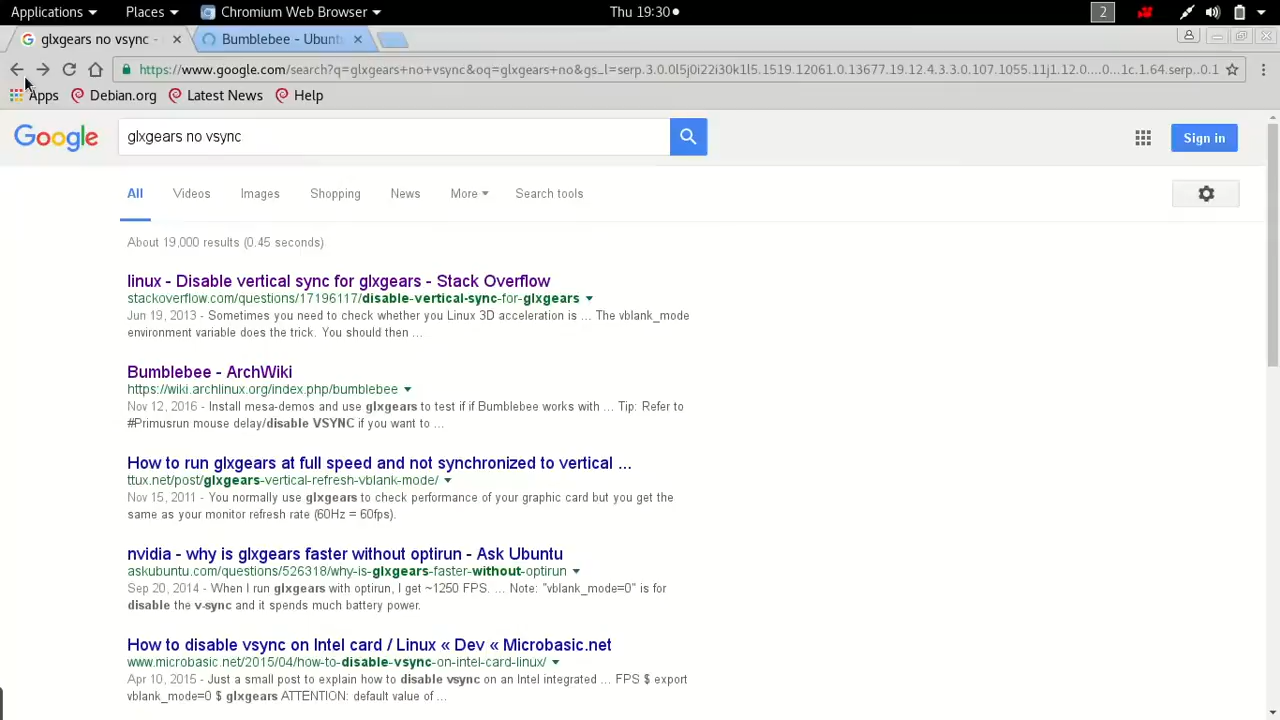 Applications Places Chromium Web Browser Thu 19:30 2
glxgears no vsync - Bumblebee - Ubunt
https://www.google.com/search?q=glxgears+no+vsync&oq=glxgears+no&gs_l=serp.3.0.0l5j0i22i30k1l5.1519.12061.0.13677.19.12.4.3.3.0.107.1055.11j1.12.0....0...1c.1.64.serp..0.1
Apps Debian.org Latest News Help
Google glxgears no vsync Sign in
All Videos Images Shopping News More Search tools
About 19,000 results (0.45 seconds)
linux - Disable vertical sync for glxgears - Stack Overflow
stackoverflow.com/questions/17196117/disable-vertical-sync-for-glxgears
Jun 19, 2013 - Sometimes you need to check whether you Linux 3D acceleration is ... The vblank_mode
environment variable does the trick. You should then ...
Bumblebee - ArchWiki
https://wiki.archlinux.org/index.php/bumblebee
Nov 12, 2016 - Install mesa-demos and use glxgears to test if if Bumblebee works with ... Tip: Refer to
#Primusrun mouse delay/disable VSYNC if you want to ...
How to run glxgears at full speed and not synchronized to vertical ...
ttux.net/post/glxgears-vertical-refresh-vblank-mode/
Nov 15, 2011 - You normally use glxgears to check performance of your graphic card but you get the
same as your monitor refresh rate (60Hz = 60fps).
nvidia - why is glxgears faster without optirun - Ask Ubuntu
askubuntu.com/questions/526318/why-is-glxgears-faster-without-optirun
Sep 20, 2014 - When I run glxgears with optirun, I get ~1250 FPS. ... Note: "vblank_mode=0" is for
disable the v-sync and it spends much battery power.
How to disable vsync on Intel card / Linux « Dev « Microbasic.net
www.microbasic.net/2015/04/how-to-disable-vsync-on-intel-card-linux/
Apr 10, 2015 - Just a small post to explain how to disable vsync on an Intel integrated ... FPS $ export
vblank_mode=0 $ glxgears ATTENTION: default value of ...